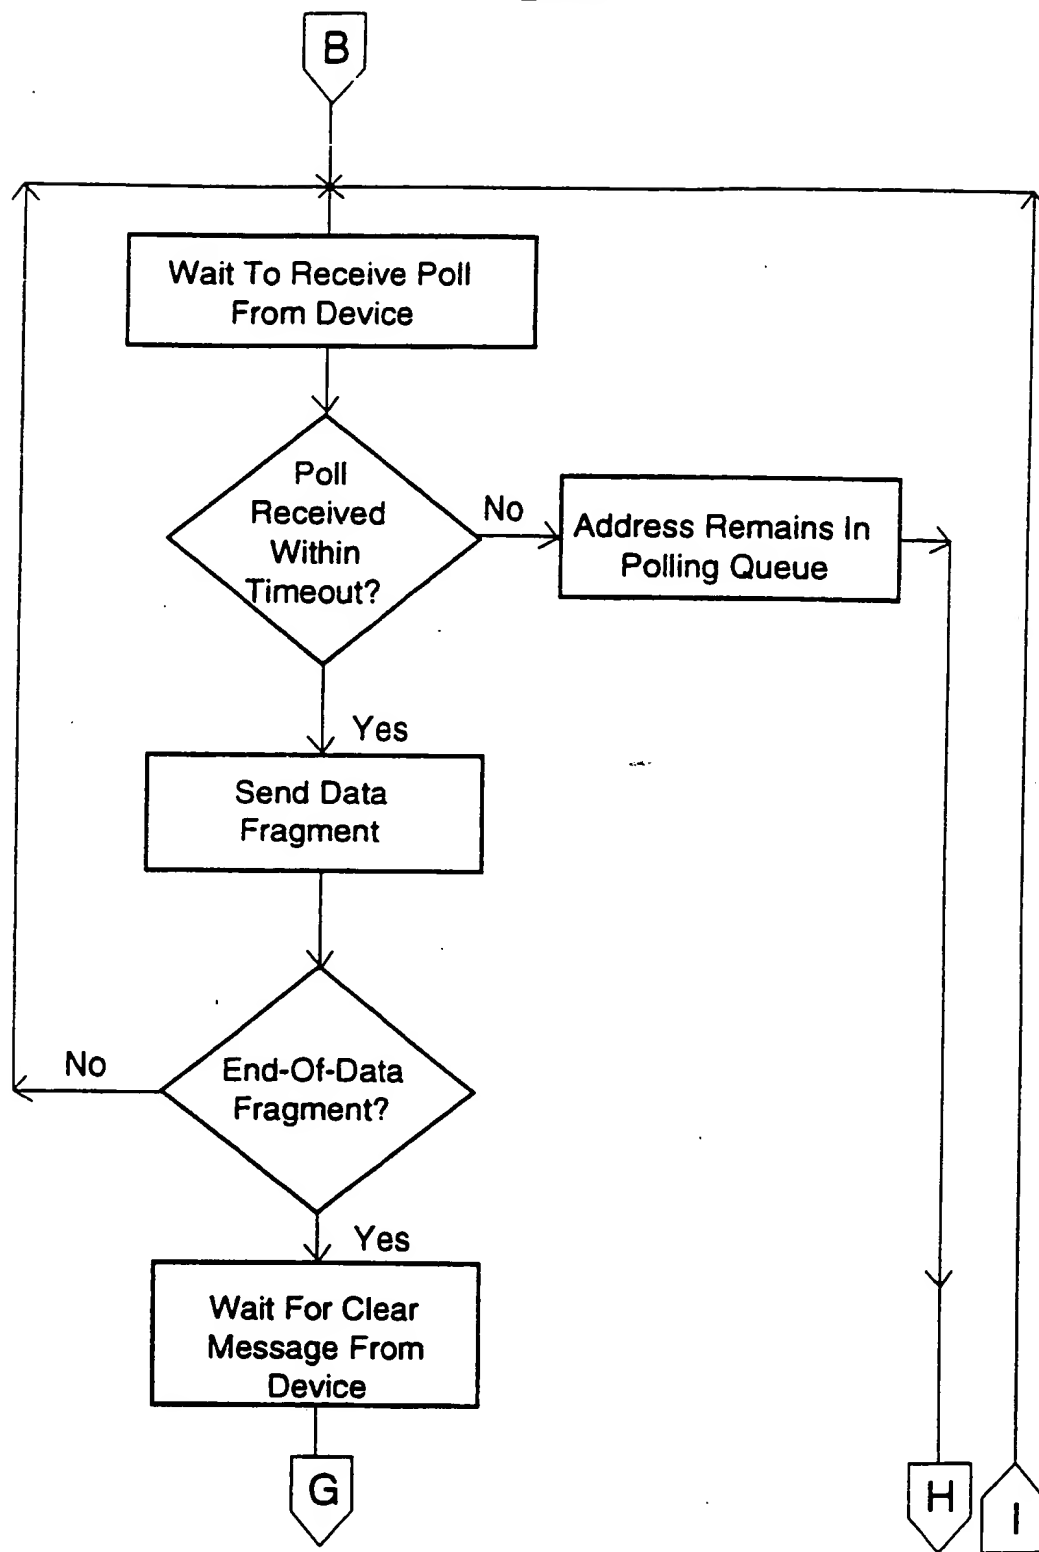 B
Wait To Receive Poll
From Device
Poll
Received
Within
Timeout?
No
Address Remains In
Polling Queue
Yes
Send Data
Fragment
End-Of-Data
Fragment?
No
Yes
Wait For Clear
Message From
Device
G
H
I